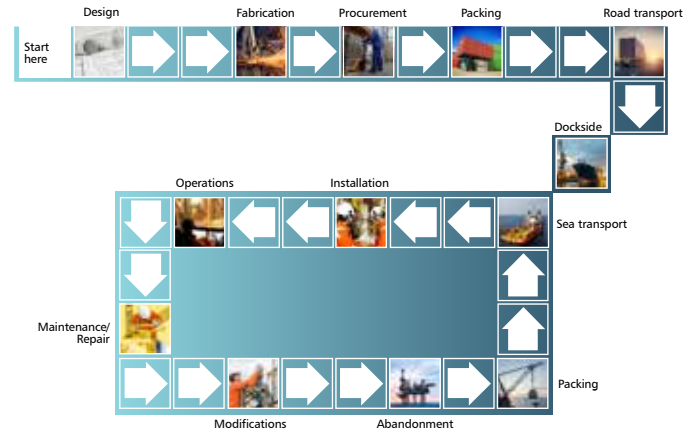 Design
Fabrication
Procurement
Packing
Road transport
Start
here
Dockside
Operations
Installation
Sea transport
Maintenance/
Repair
Packing
Modifications
Abandonment